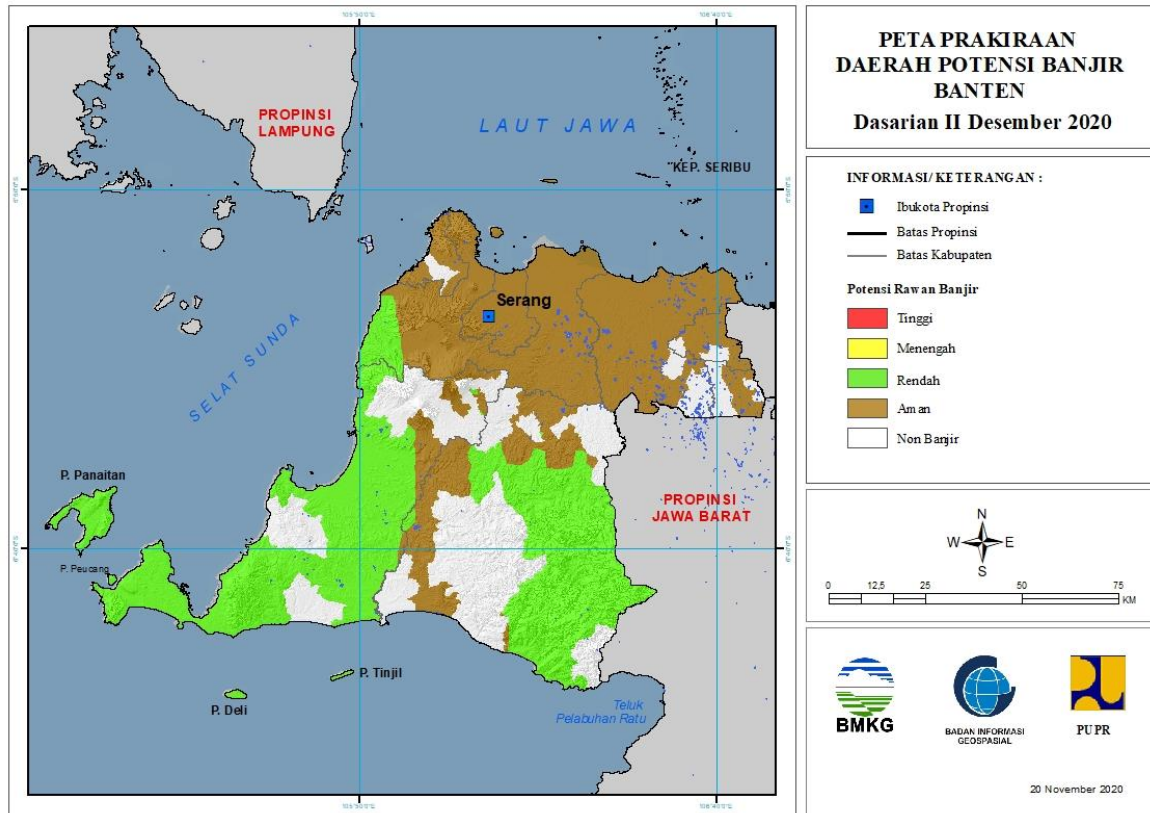 PETA PRAKIRAAN
DAERAH POTENSI BANJIR
BANTEN
Dasarian II Desember 2020
INFORMASI/ KETERANGAN :
Ibukota Propinsi
Batas Propinsi
Batas Kabupaten
Potensi Rawan Banjir
Tinggi
Menengah
Rendah
Aman
Non Banjir
N
W
E
S
0
12,5
25
50
75
KM
BMKG
BADAN INFORMASI
GEOSPASIAL
PUPR
20 November 2020
PROPINSI
LAMPUNG
LAUT JAWA
KEP. SERIBU
Serang
SELAT SUNDA
P. Panaitan
P. Peucang
PROPINSI
JAWA BARAT
P. Tinjil
P. Deli
Teluk
Pelabuhan Ratu